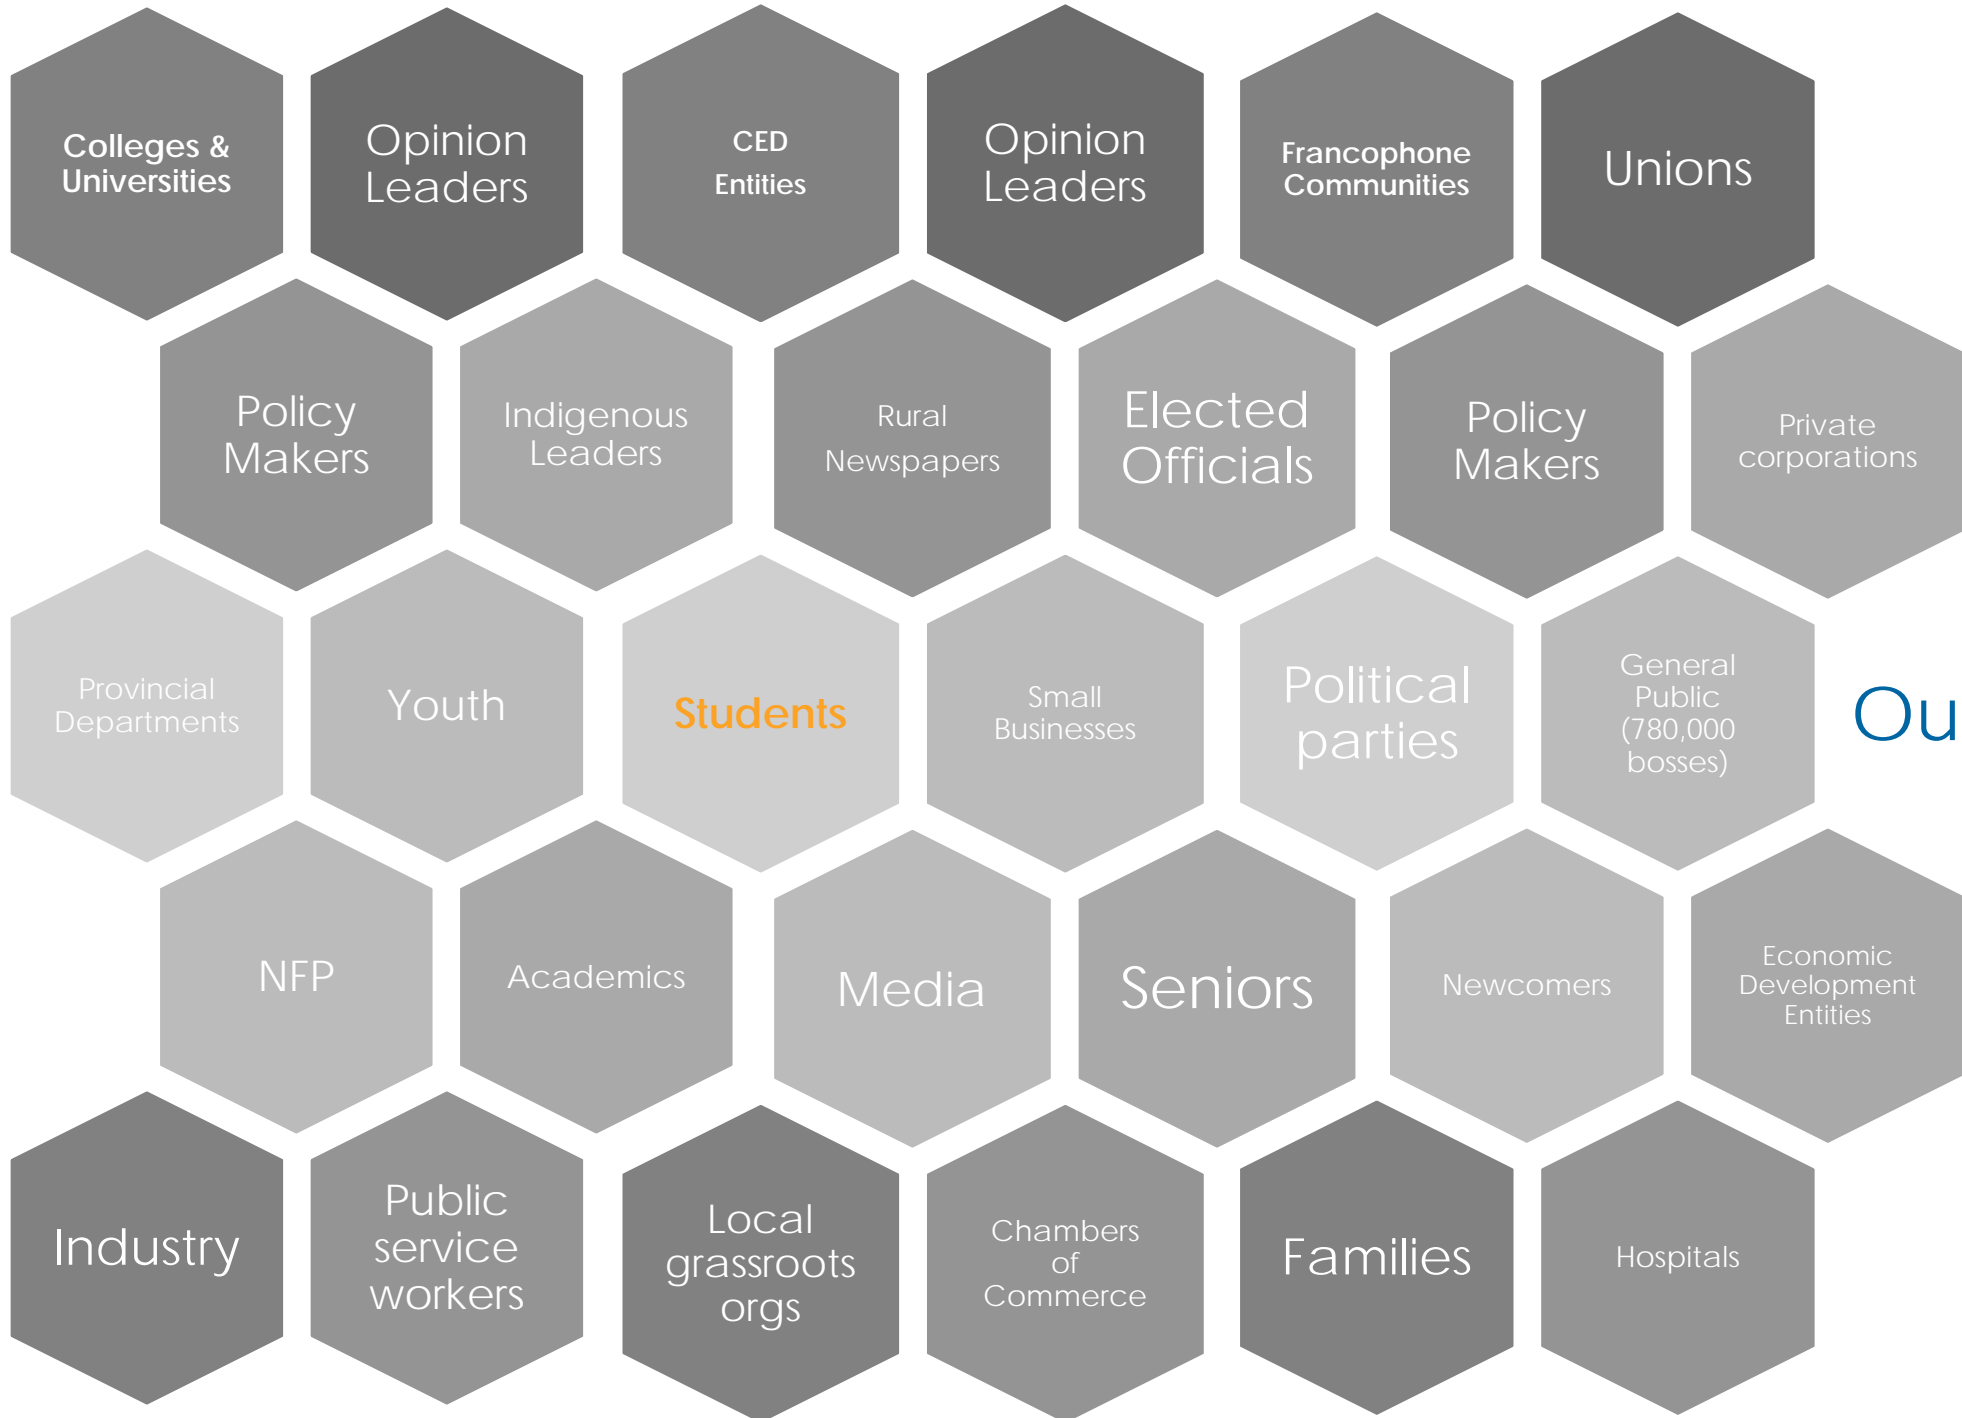 Colleges &
Universities
Opinion
Leaders
CED
Entities
Opinion
Leaders
Francophone
Communities
Unions
Policy
Makers
Indigenous
Leaders
Rural
Newspapers
Elected
Officials
Policy
Makers
Private
corporations
Provincial
Departments
Youth
Students
Small
Businesses
Political
parties
General
Public
(780,000
bosses)
Ou
NFP
Academics
Media
Seniors
Newcomers
Economic
Development
Entities
Industry
Public
service
workers
Local
grassroots
orgs
Chambers
of
Commerce
Families
Hospitals